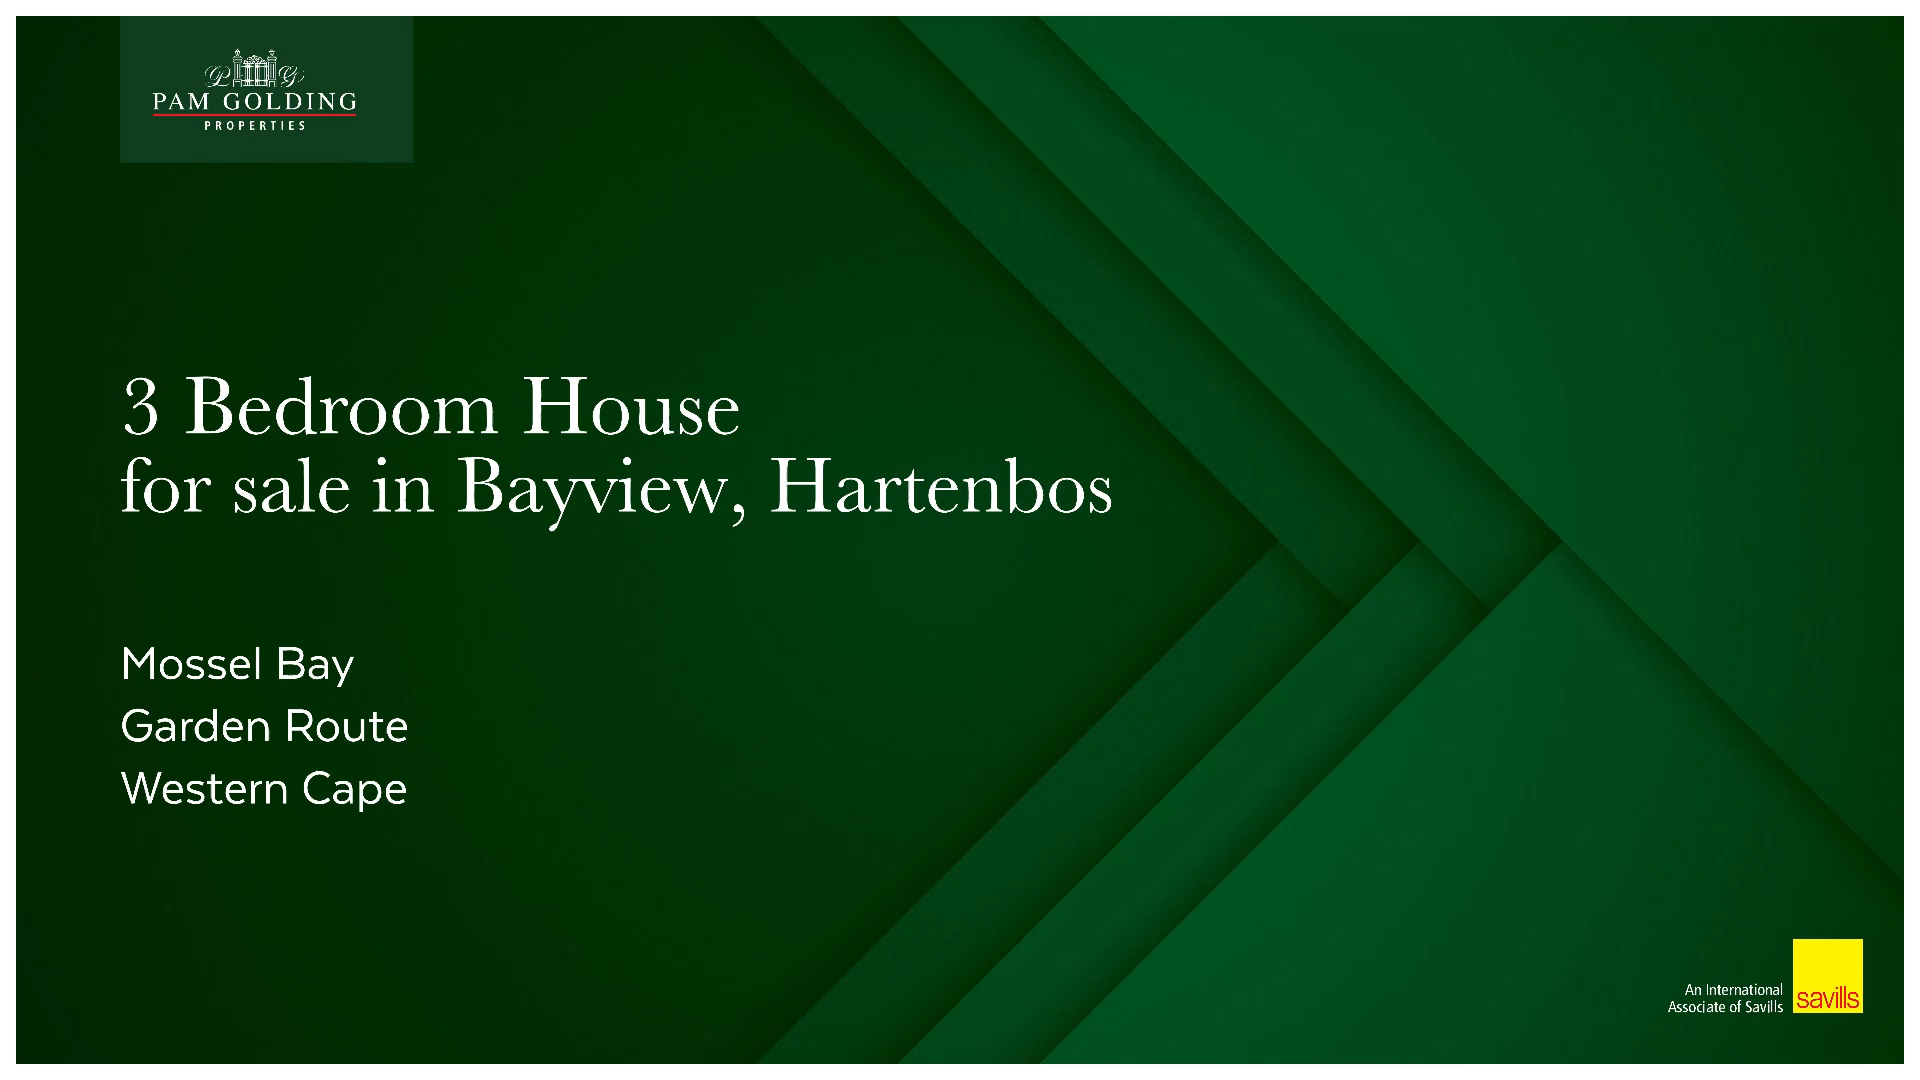 P G
PAM GOLDING
PROPERTIES
3 Bedroom House
for sale in Bayview, Hartenbos
Mossel Bay
Garden Route
Western Cape
An International
Associate of Savills
savills